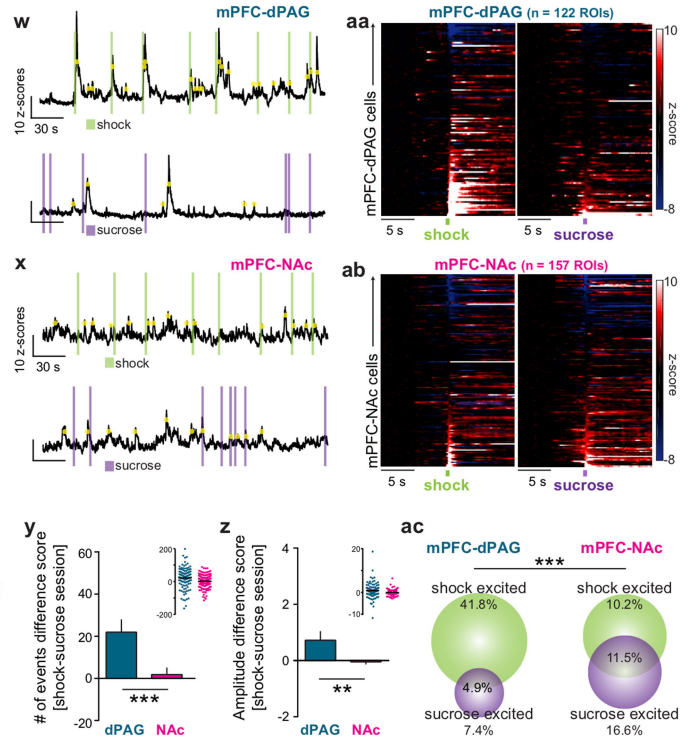 w
mPFC-dPAG
10 z-scores
30 s
shock
sucrose
x
mPFC-NAc
10 z-scores
30 s
shock
sucrose
aa
mPFC-dPAG (n = 122 ROIs)
mPFC-dPAG cells
10
z-score
-8
5 s
shock
5 s
sucrose
ab
mPFC-NAc (n = 157 ROIs)
mPFC-NAc cells
10
z-score
-8
5 s
shock
5 s
sucrose
y
# of events difference score
[shock-sucrose session]
60
40
20
0
-20
200
100
0
-100
-200
***
dPAG NAc
z
Amplitude difference score
[shock-sucrose session]
4
2
0
-2
20
10
0
-10
**
dPAG NAc
ac
mPFC-dPAG mPFC-NAc
***
shock excited
41.8%
4.9%
sucrose excited
7.4%
shock excited
10.2%
11.5%
sucrose excited
16.6%